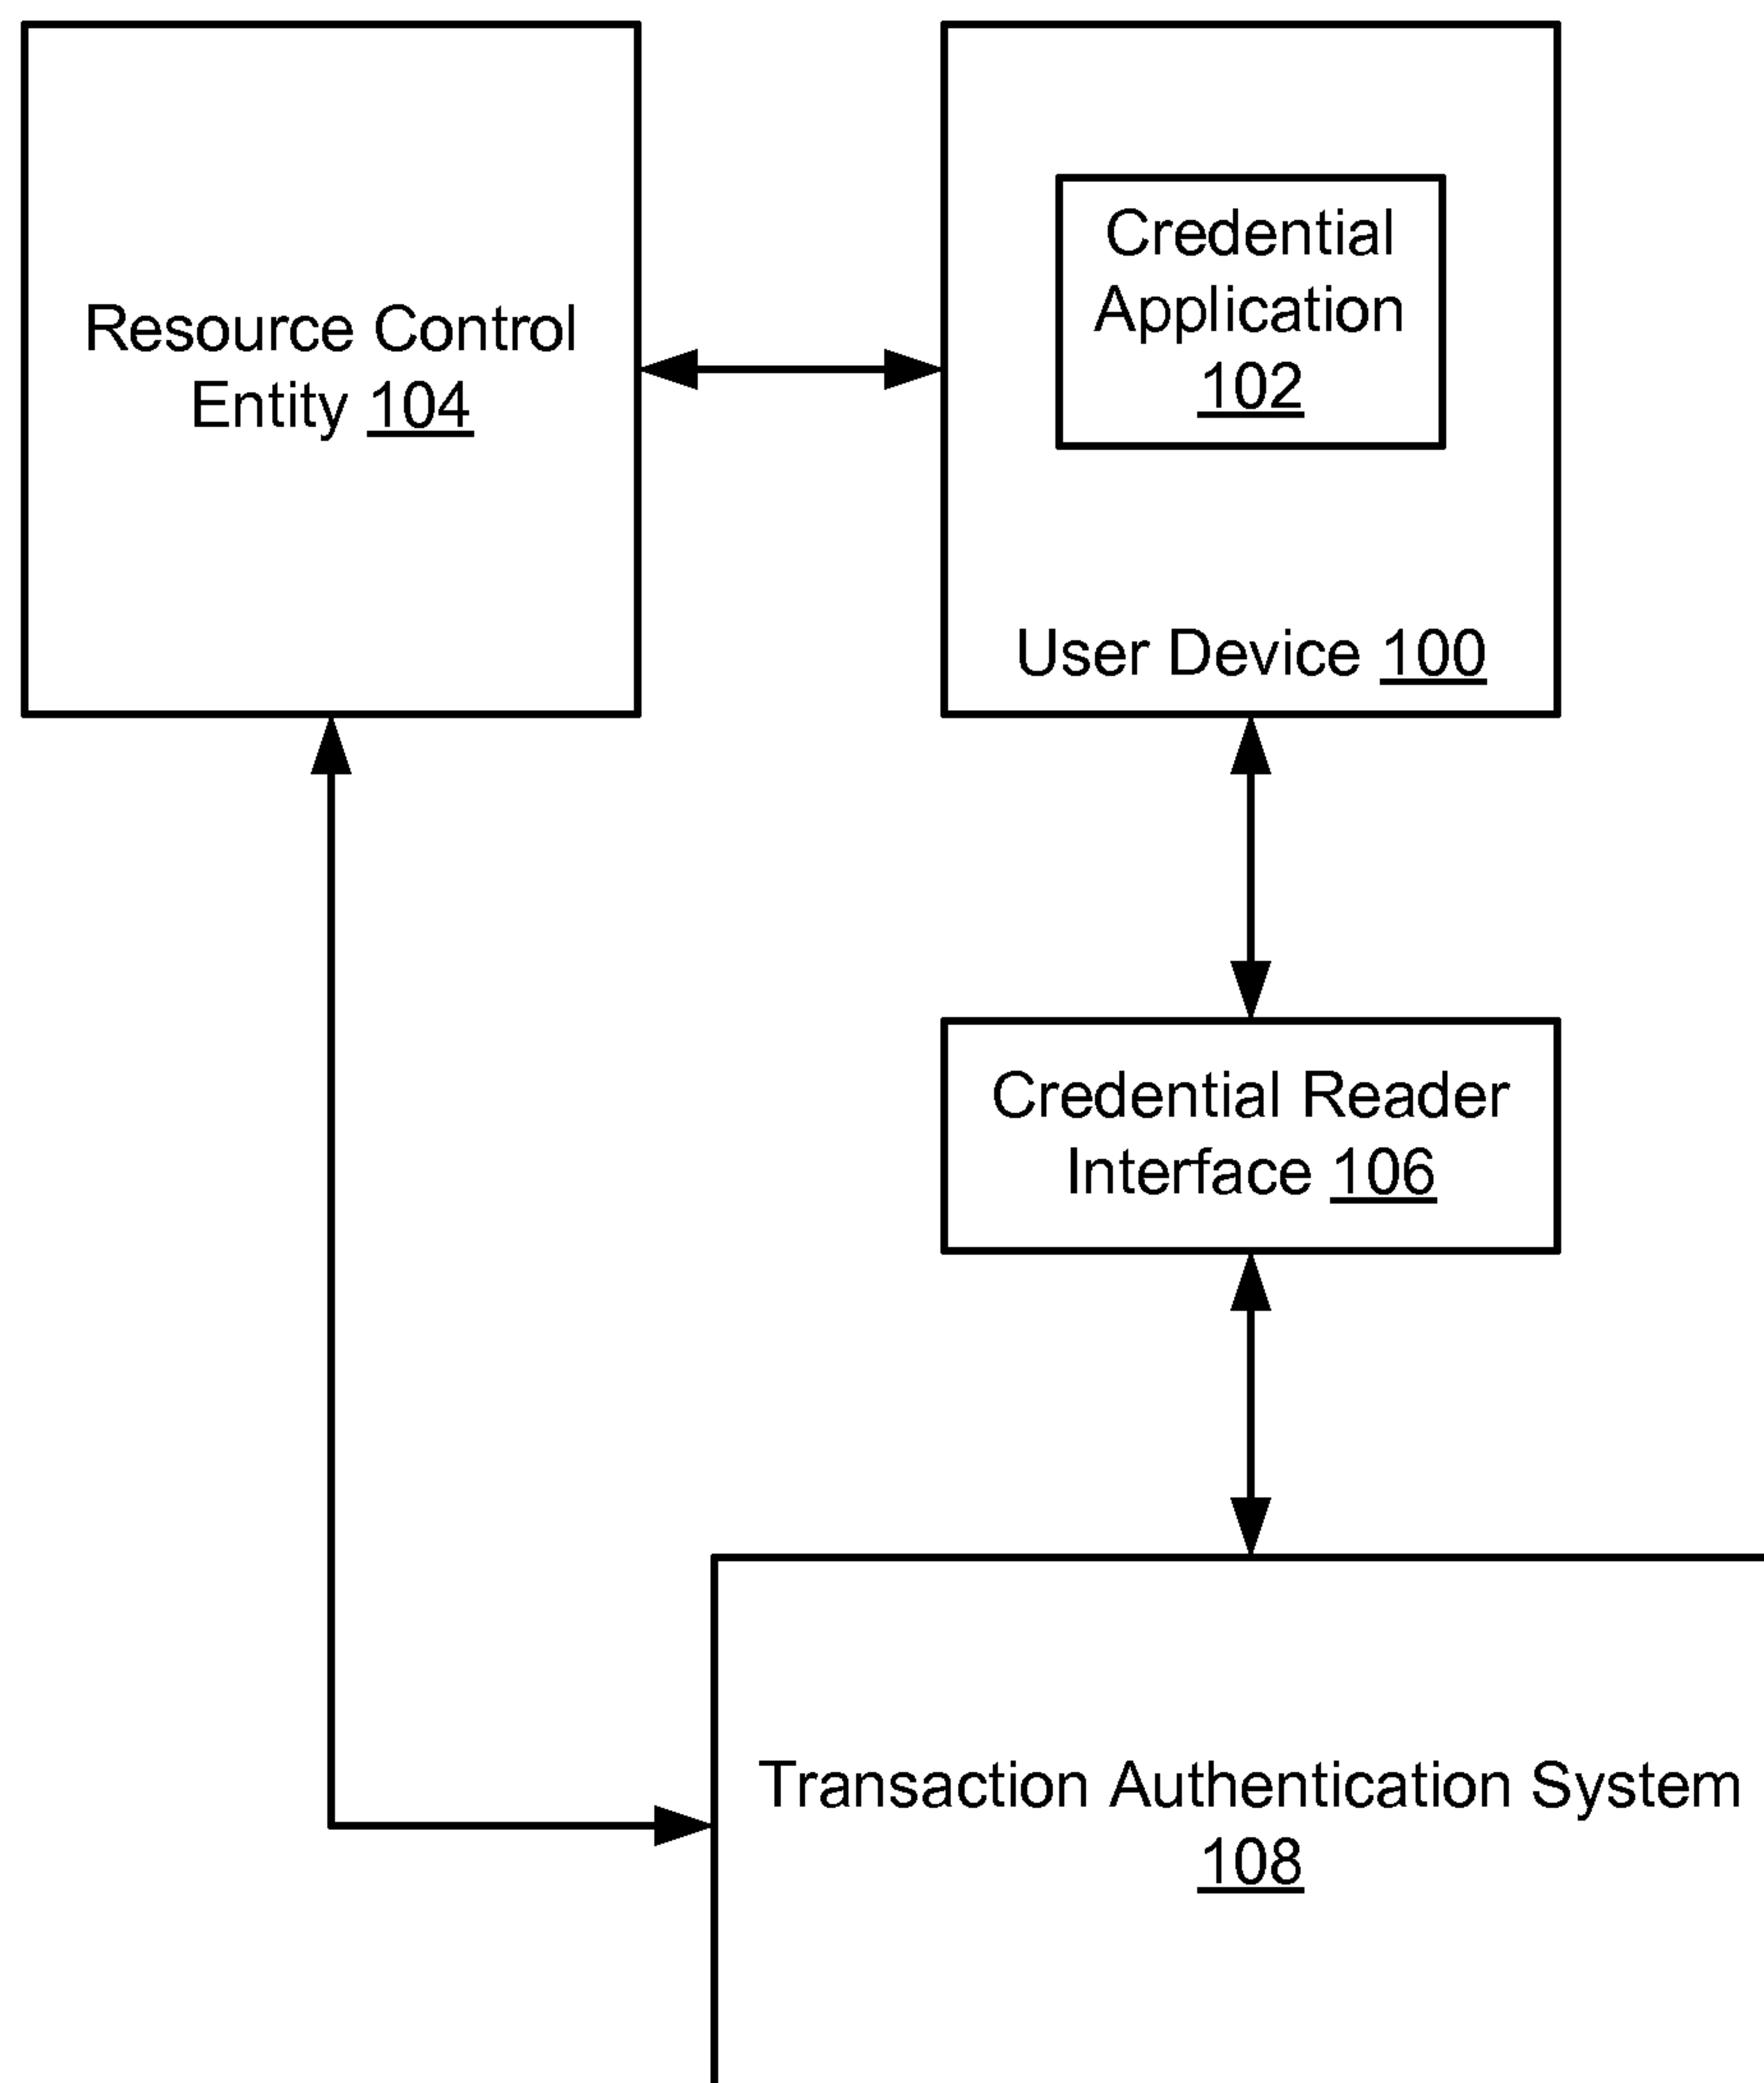 Resource Control
Entity 104
Credential
Application
102
User Device 100
Credential Reader
Interface 106
Transaction Authentication System
108